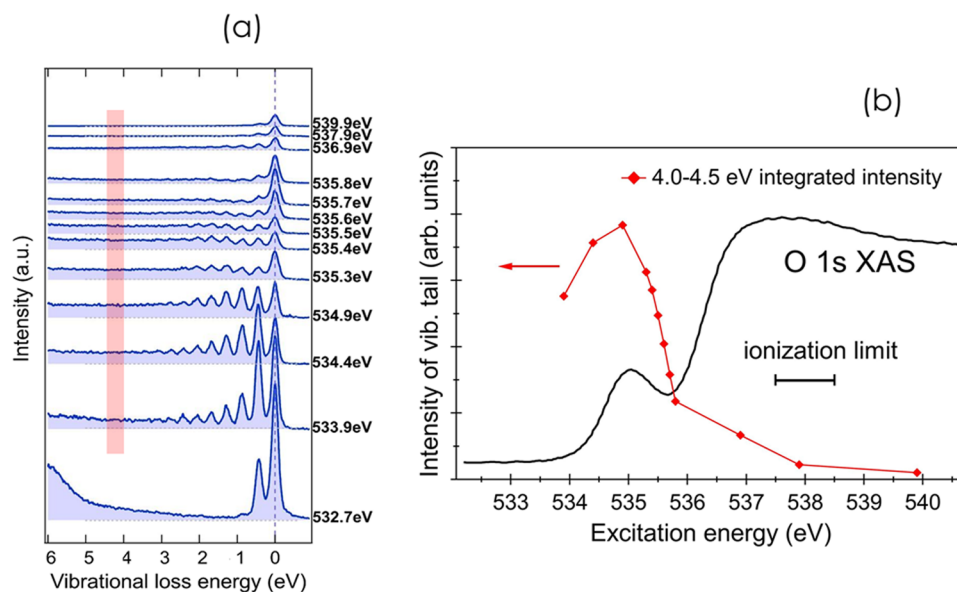 (a)
539.9eV
537.9eV
536.9eV
535.8eV
535.7eV
535.6eV
535.5eV
535.4eV
535.3eV
534.9eV
534.4eV
533.9eV
532.7eV
Intensity (a.u.)
6 5 4 3 2 1 0
Vibrational loss energy (eV)
(b)
4.0-4.5 eV integrated intensity
O 1s XAS
ionization limit
Intensity of vib. tail (arb. units)
533 534 535 536 537 538 539 540
Excitation energy (eV)